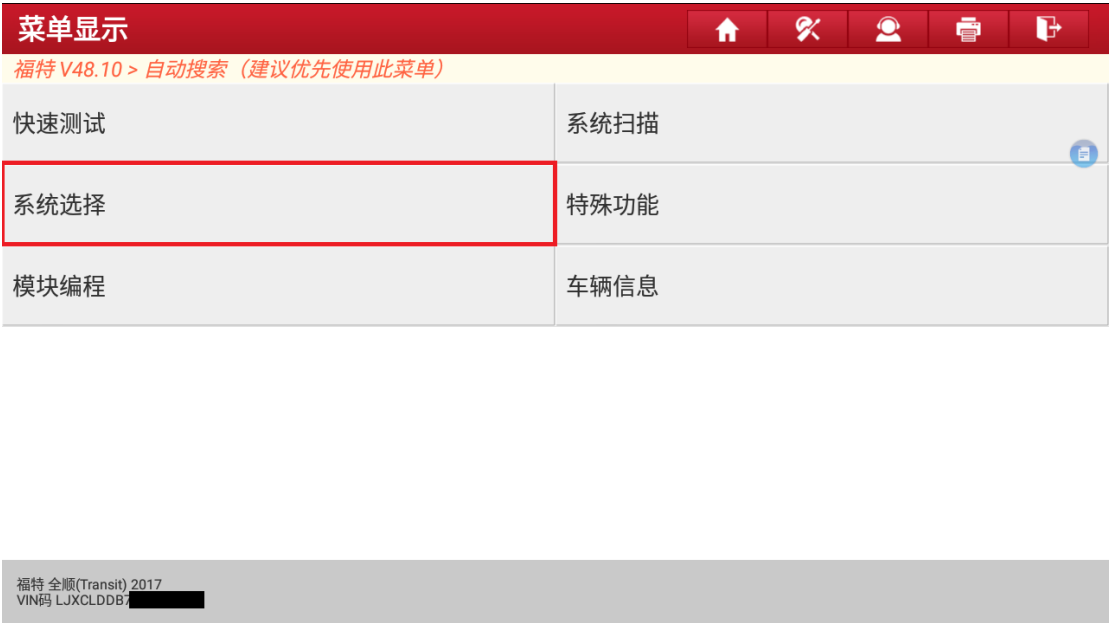 菜单显示
福特 V48.10 > 自动搜索（建议优先使用此菜单）
快速测试
系统扫描
系统选择
特殊功能
模块编程
车辆信息
福特 全顺(Transit) 2017
VIN码 LJXCLDDB7